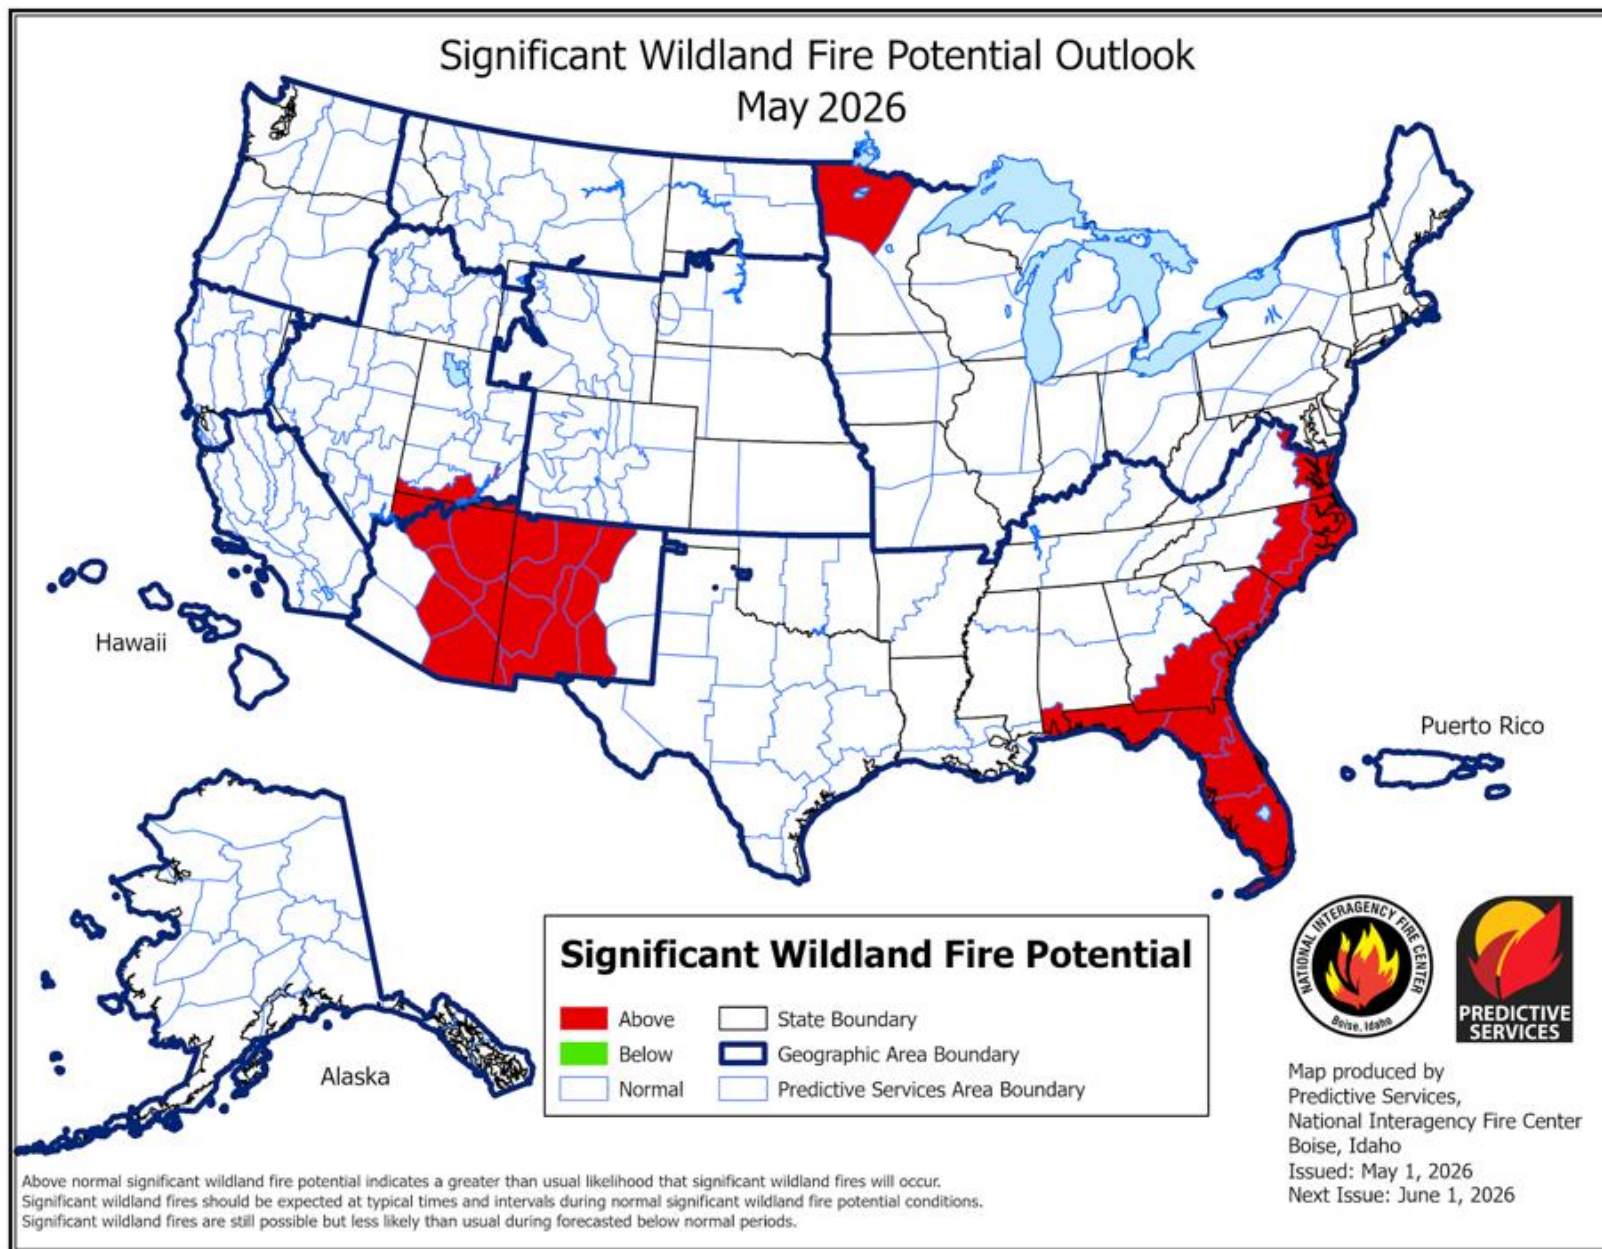 Significant Wildland Fire Potential Outlook
May 2026
Hawaii
Puerto Rico
Alaska
Significant Wildland Fire Potential
Above
State Boundary
Below
Geographic Area Boundary
Normal
Predictive Services Area Boundary
NATIONAL INTERAGENCY FIRE CENTER
Boise, Idaho
PREDICTIVE
SERVICES
Map produced by
Predictive Services,
National Interagency Fire Center
Boise, Idaho
Issued: May 1, 2026
Next Issue: June 1, 2026
Above normal significant wildland fire potential indicates a greater than usual likelihood that significant wildland fires will occur.
Significant wildland fires should be expected at typical times and intervals during normal significant wildland fire potential conditions.
Significant wildland fires are still possible but less likely than usual during forecasted below normal periods.